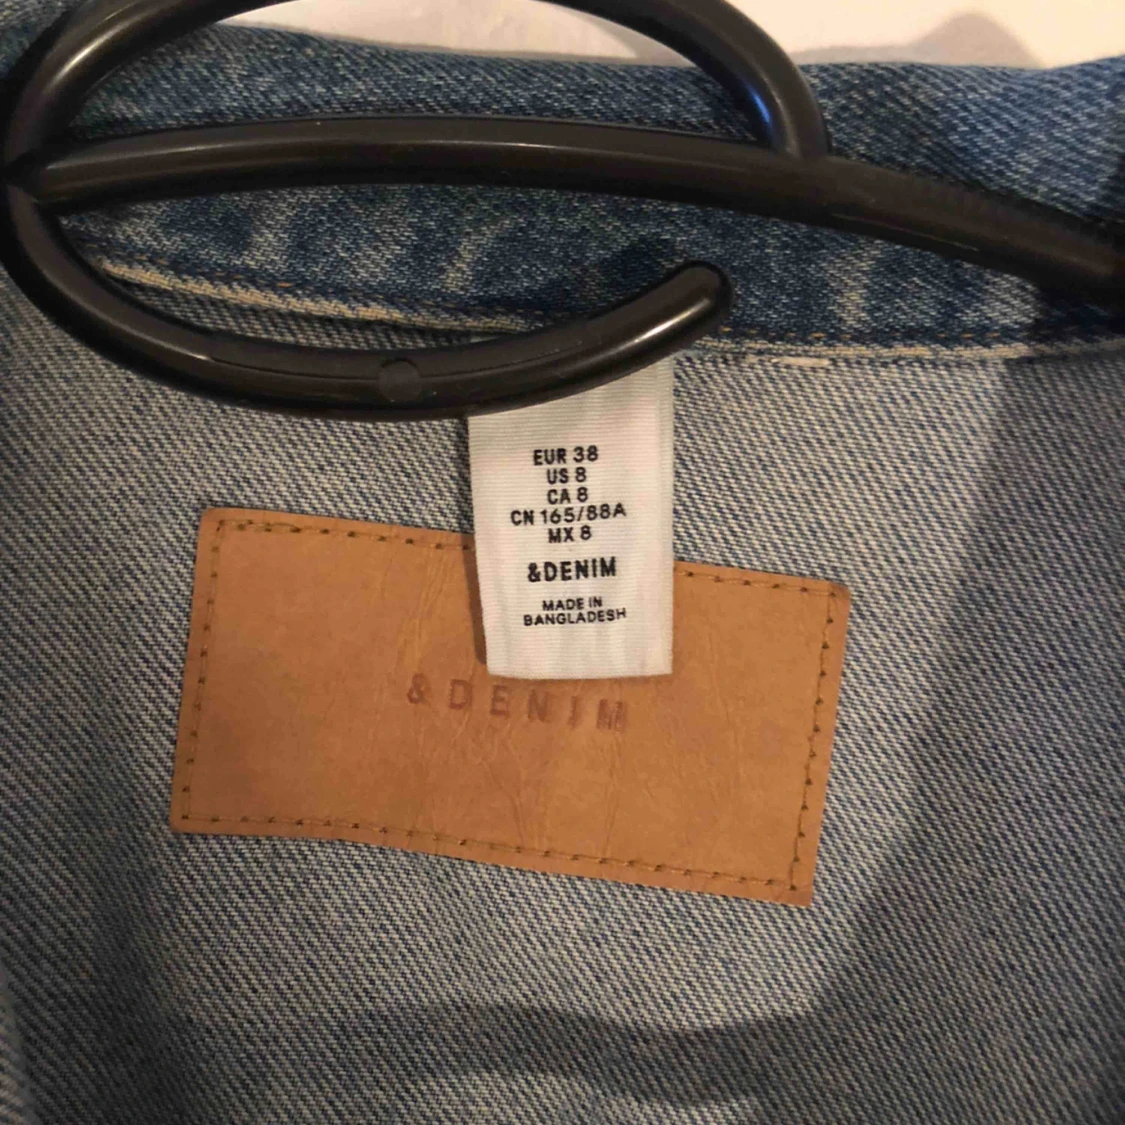 EUR 38
US 8
CA 8
CN 165/88A
MX 8
&DENIM
MADE IN
BANGLADESH
&DENIM